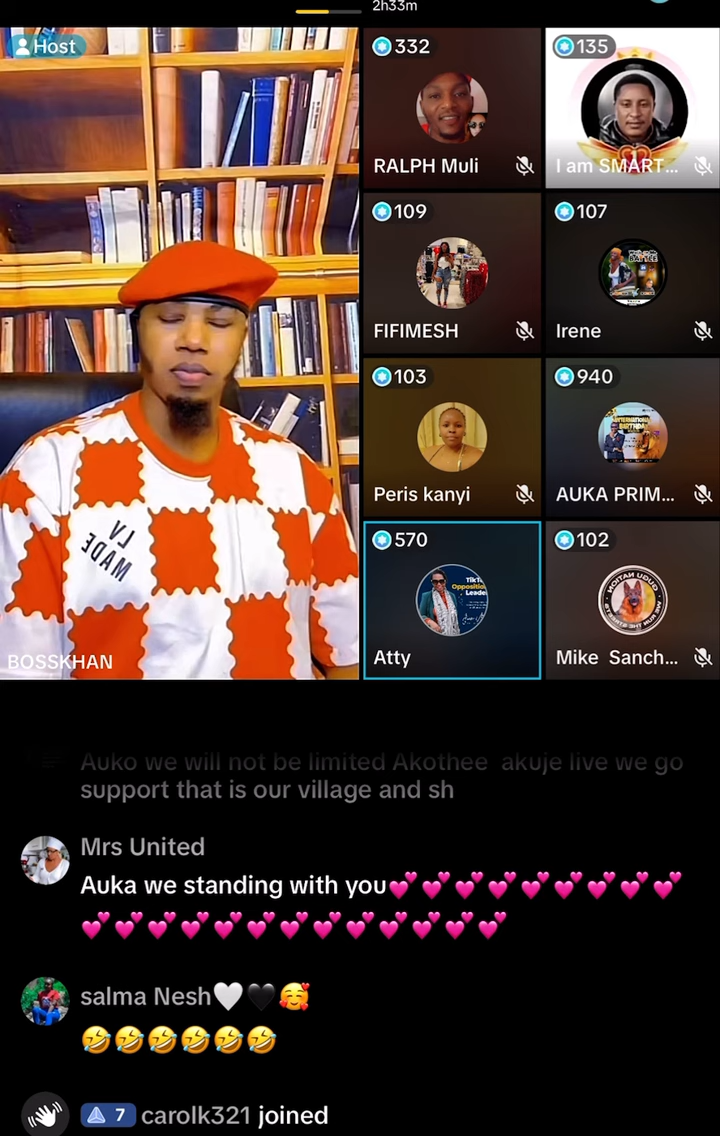 2h33m
Host
332
RALPH Muli
135
I am SMART...
109
FIFIMESH
107
Irene
103
Peris kanyi
940
AUKA PRIM...
570
Atty
102
Mike Sanch...
LV
MADE
BOSSKHAN
Auko we will not be limited Akothee akuje live we go
support that is our village and sh
Mrs United
Auka we standing with you💕💕💕💕💕💕💕💕💕
💕💕💕💕💕💕💕💕💕💕💕💕💕
salma Nesh🤍🖤🥰
🤣🤣🤣🤣🤣🤣
7 carolk321 joined